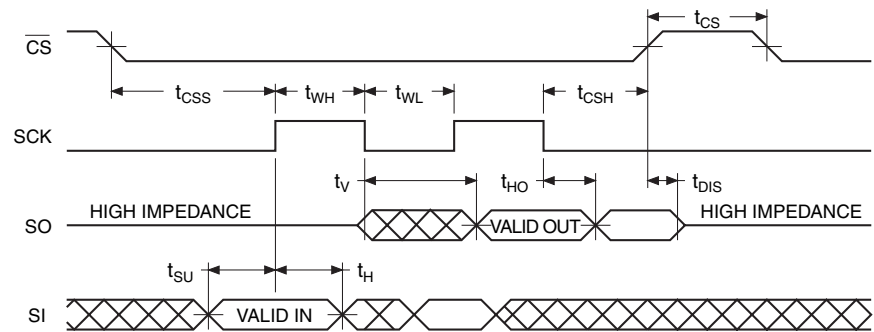 t_CS
CS
t_CSS t_WH t_WL t_CSH
SCK
t_V t_HO t_DIS
HIGH IMPEDANCE HIGH IMPEDANCE
SO VALID OUT
t_SU t_H
SI VALID IN